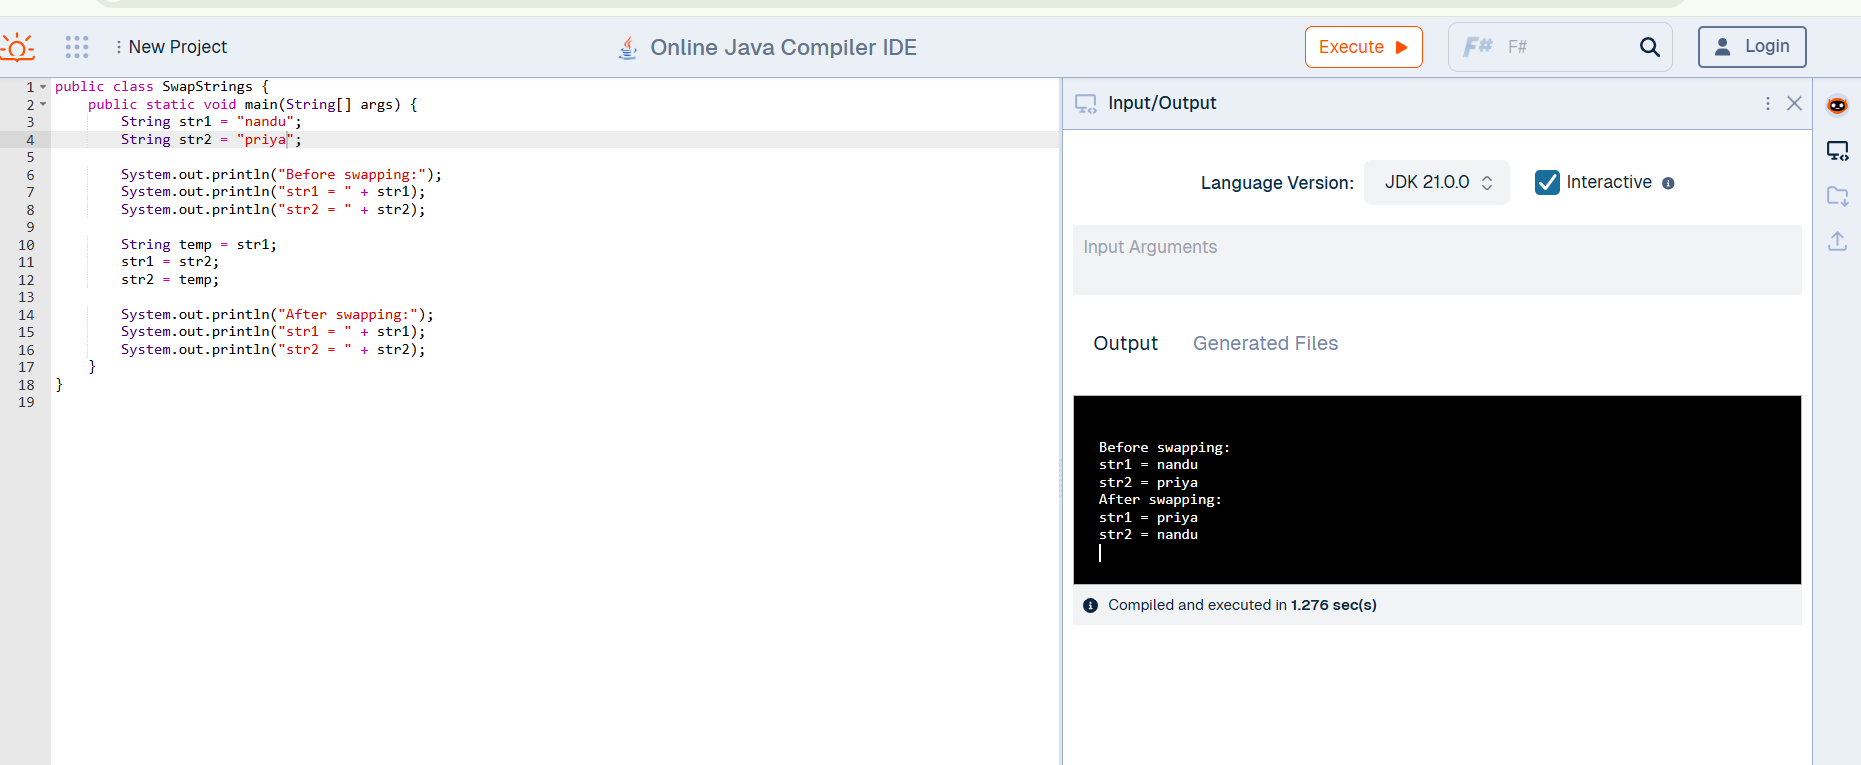 New Project
Online Java Compiler IDE
Execute
F# F#
Login
1 public class SwapStrings {
2     public static void main(String[] args) {
3         String str1 = "nandu";
4         String str2 = "priya";
5
6         System.out.println("Before swapping:");
7         System.out.println("str1 = " + str1);
8         System.out.println("str2 = " + str2);
9
10         String temp = str1;
11         str1 = str2;
12         str2 = temp;
13
14         System.out.println("After swapping:");
15         System.out.println("str1 = " + str1);
16         System.out.println("str2 = " + str2);
17     }
18 }
19
Input/Output
Language Version: JDK 21.0.0 Interactive
Input Arguments
Output Generated Files
Before swapping:
str1 = nandu
str2 = priya
After swapping:
str1 = priya
str2 = nandu
Compiled and executed in 1.276 sec(s)